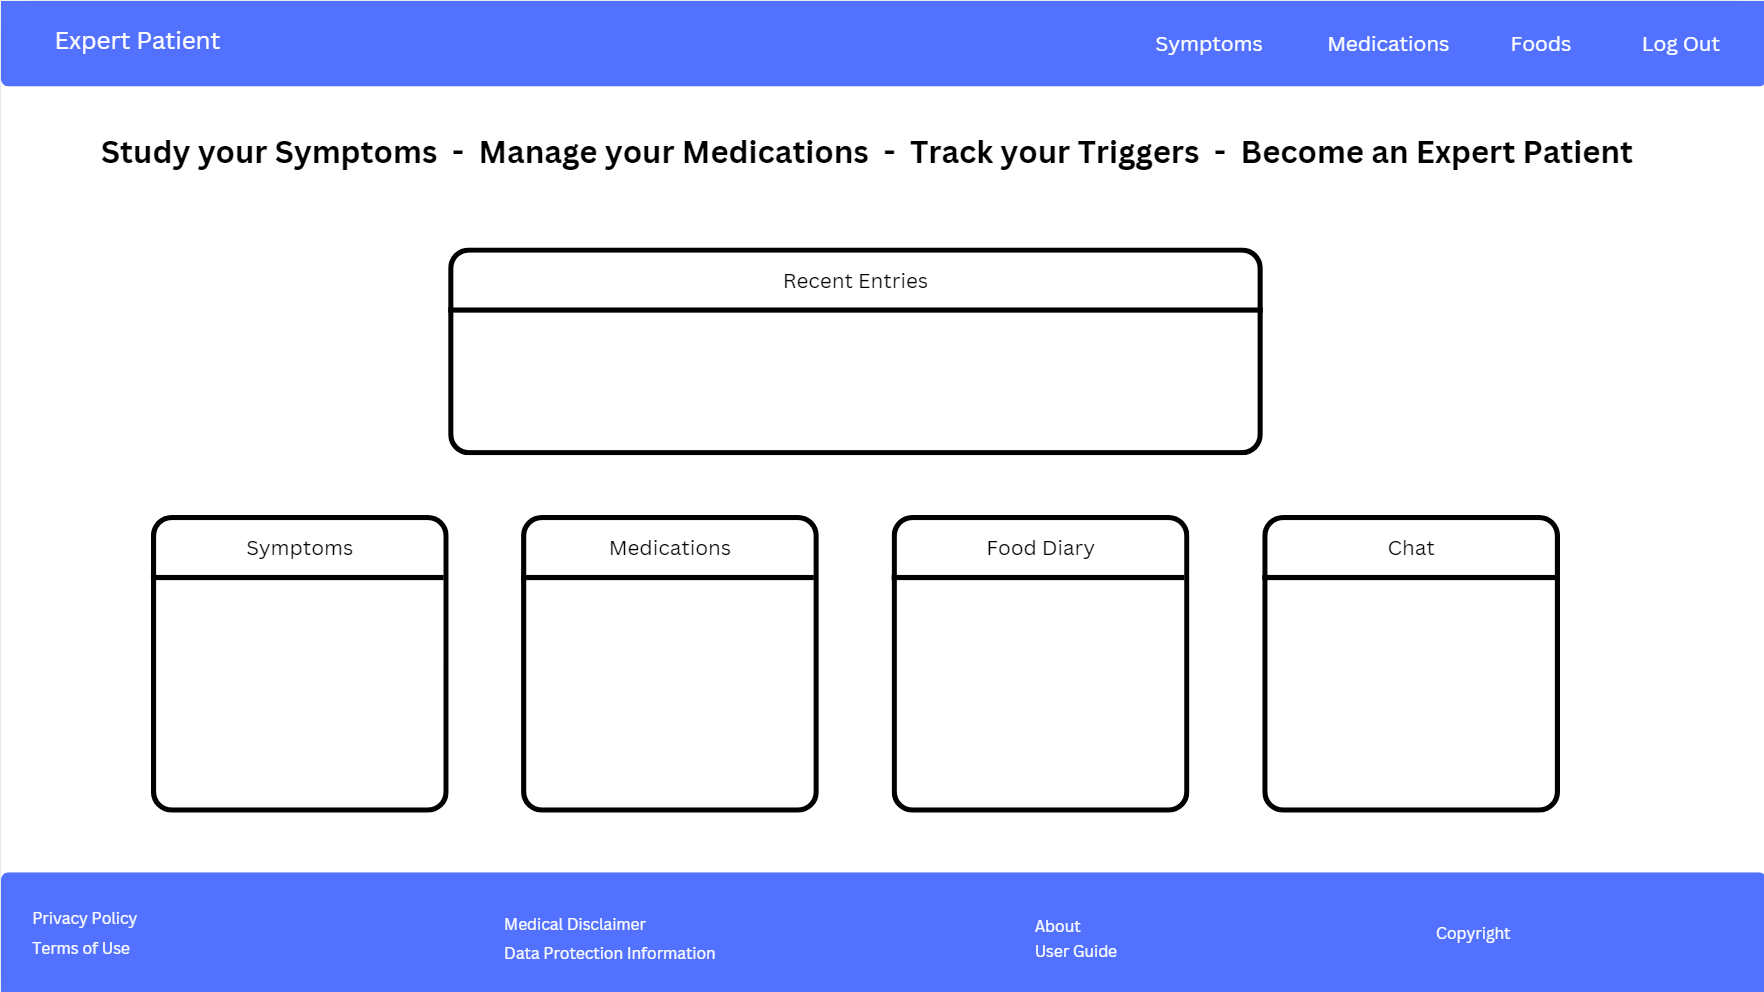 Expert Patient
Symptoms Medications Foods Log Out
Study your Symptoms - Manage your Medications - Track your Triggers - Become an Expert Patient
Recent Entries
Symptoms
Medications
Food Diary
Chat
Privacy Policy
Terms of Use
Medical Disclaimer
Data Protection Information
About
User Guide
Copyright